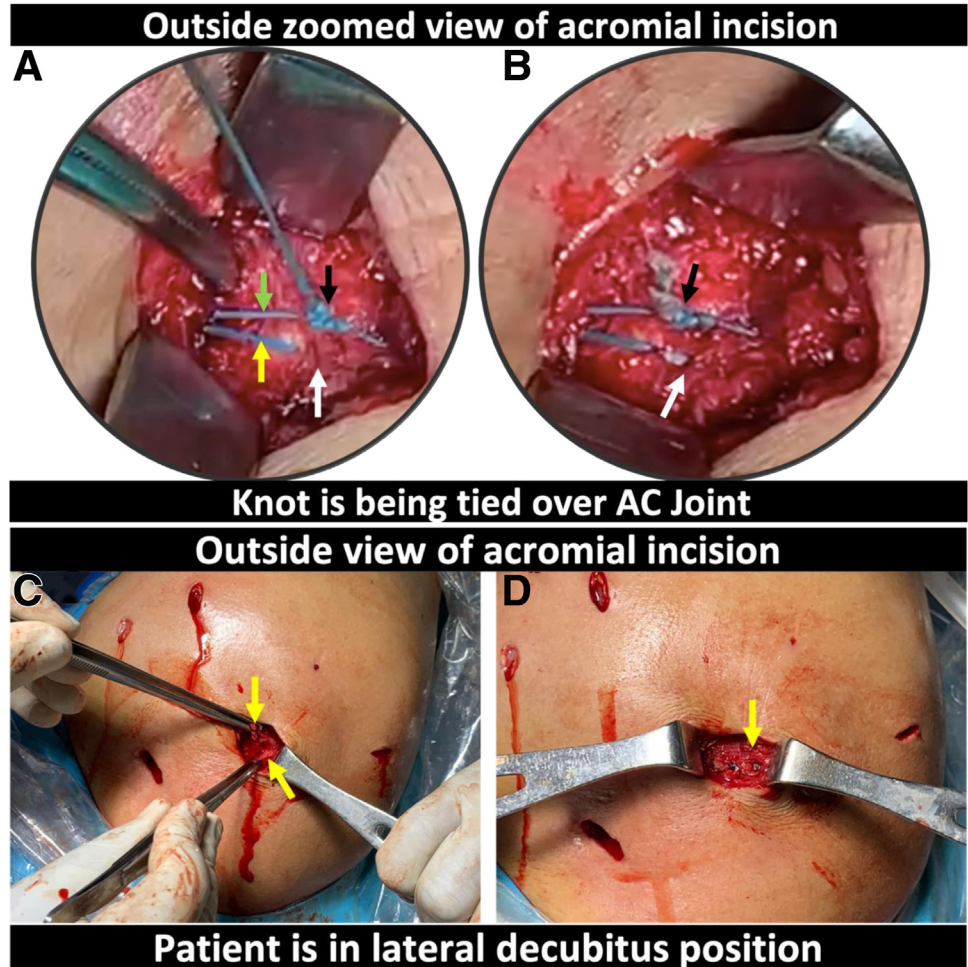 Outside zoomed view of acromial incision
A
B
Knot is being tied over AC Joint
Outside view of acromial incision
C
D
Patient is in lateral decubitus position